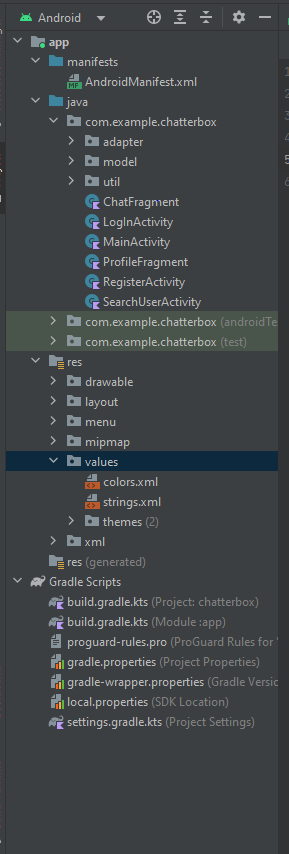 Android
app
manifests
AndroidManifest.xml
java
com.example.chatterbox
adapter
model
util
ChatFragment
LogInActivity
MainActivity
ProfileFragment
RegisterActivity
SearchUserActivity
com.example.chatterbox (androidTe
com.example.chatterbox (test)
res
drawable
layout
menu
mipmap
values
colors.xml
strings.xml
themes (2)
xml
res (generated)
Gradle Scripts
build.gradle.kts (Project: chatterbox)
build.gradle.kts (Module :app)
proguard-rules.pro (ProGuard Rules for "
gradle.properties (Project Properties)
gradle-wrapper.properties (Gradle Versio
local.properties (SDK Location)
settings.gradle.kts (Project Settings)